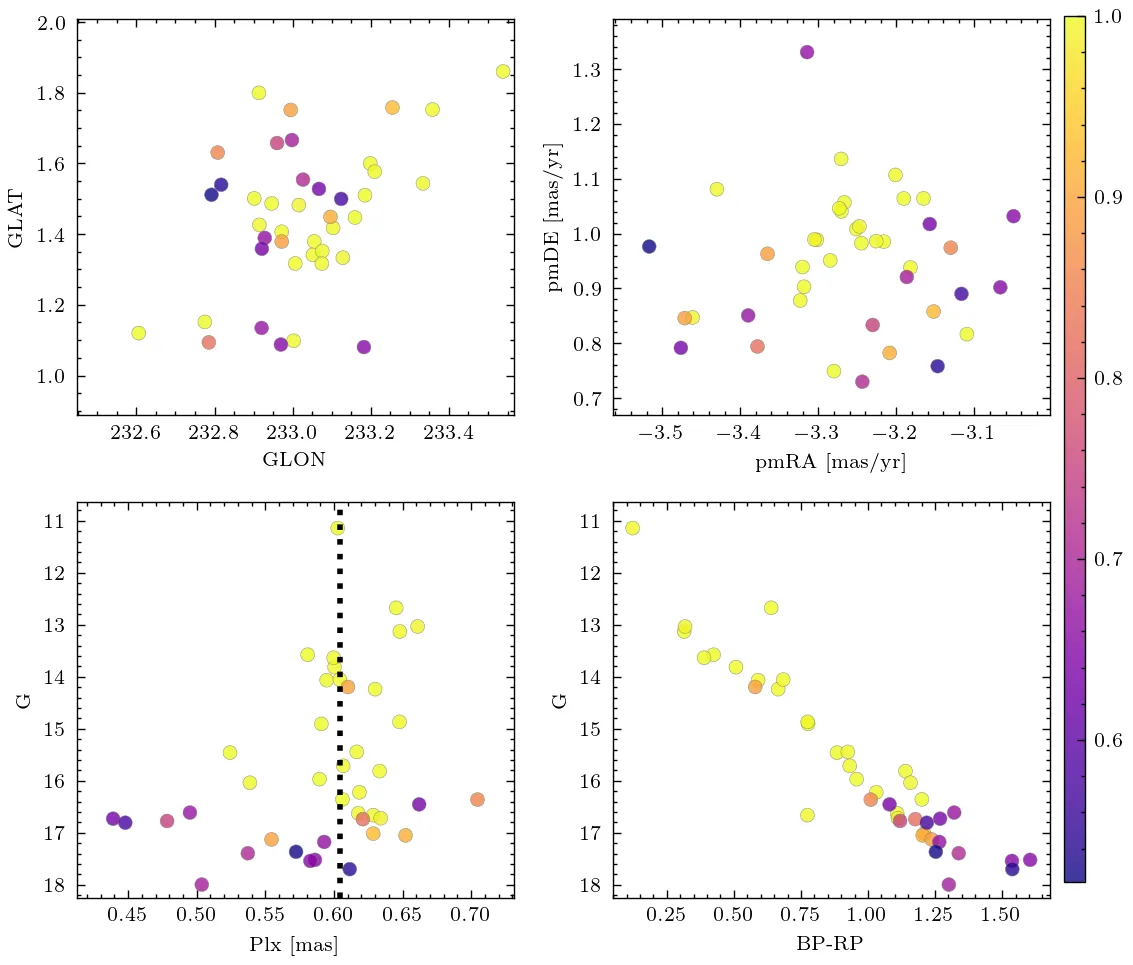 2.0
1.8
1.6
1.4
1.2
1.0
GLAT
232.6 232.8 233.0 233.2 233.4
GLON
1.3
1.2
1.1
1.0
0.9
0.8
0.7
pmDE [mas/yr]
−3.5 −3.4 −3.3 −3.2 −3.1
pmRA [mas/yr]
1.0
0.9
0.8
0.7
0.6
11
12
13
14
15
16
17
18
G
0.45 0.50 0.55 0.60 0.65 0.70
Plx [mas]
11
12
13
14
15
16
17
18
G
0.25 0.50 0.75 1.00 1.25 1.50
BP-RP